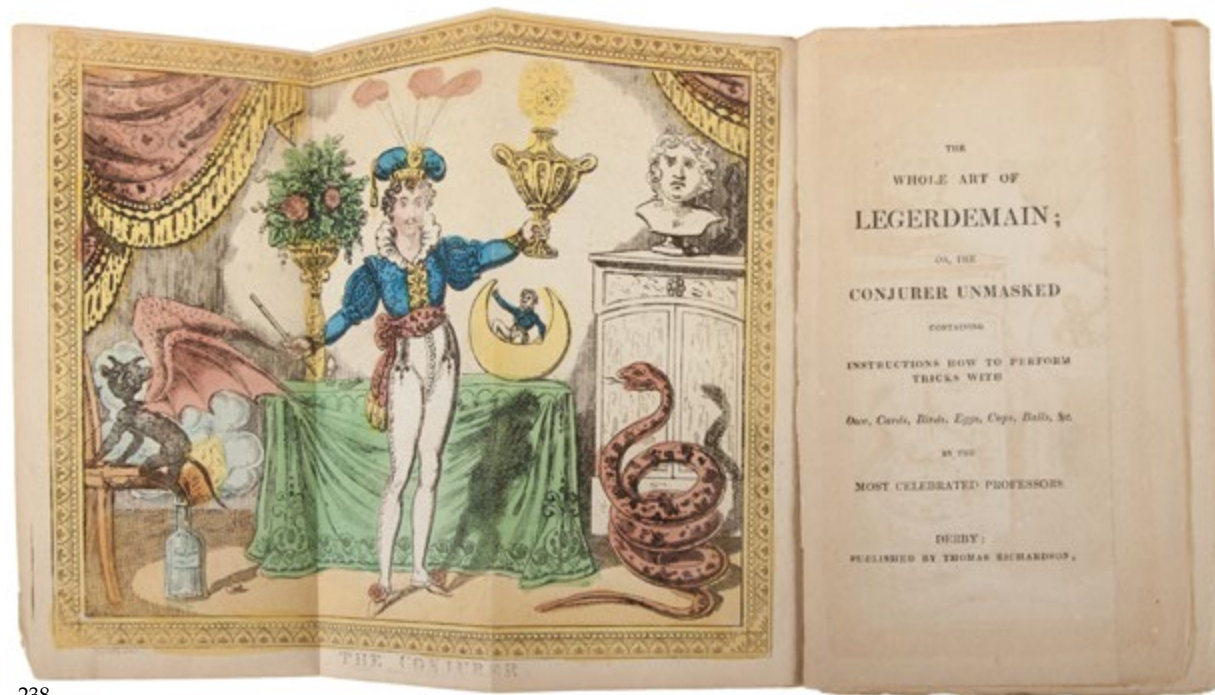 THE CONJURER
THE
WHOLE ART OF
LEGERDEMAIN;
OR, THE
CONJURER UNMASKED
CONTAINING
INSTRUCTIONS HOW TO PERFORM
TRICKS WITH
Dice, Cards, Birds, Eggs, Cups, Balls, &c.
BY THE
MOST CELEBRATED PROFESSORS
DERBY:
PUBLISHED BY THOMAS RICHARDSON;
238